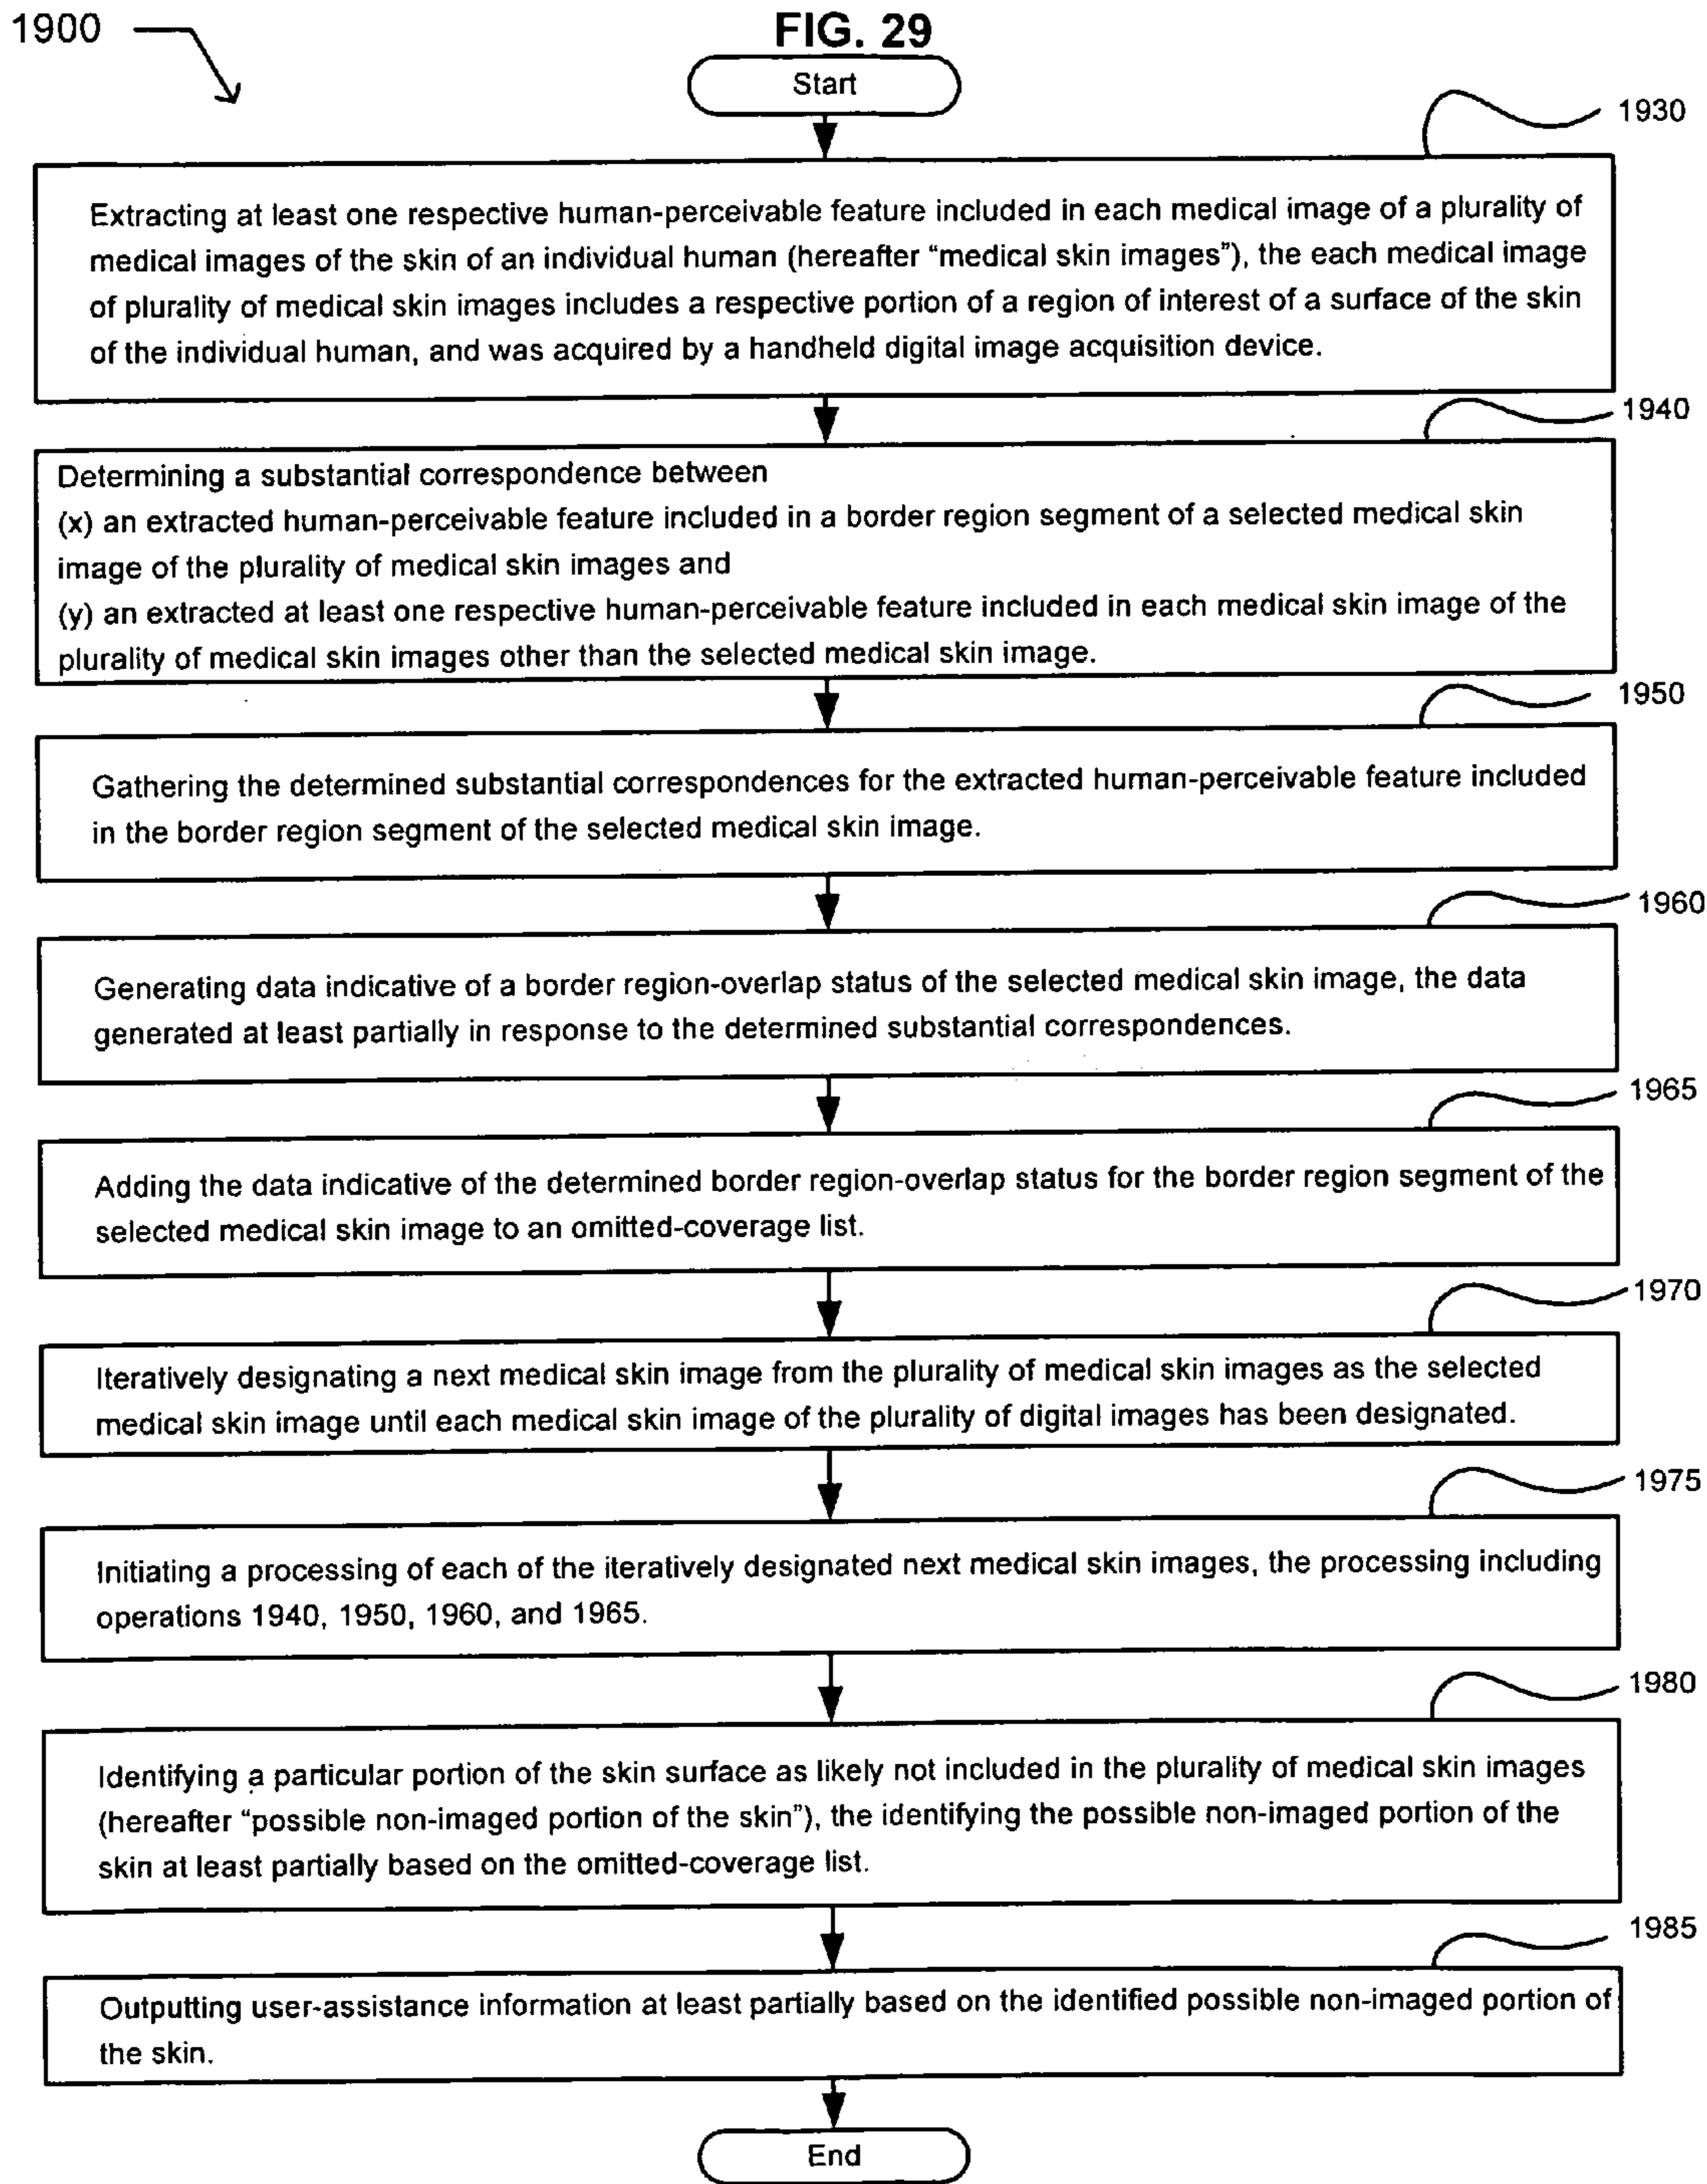 1900
FIG. 29
Start
1930
Extracting at least one respective human-perceivable feature included in each medical image of a plurality of
medical images of the skin of an individual human (hereafter “medical skin images”), the each medical image
of plurality of medical skin images includes a respective portion of a region of interest of a surface of the skin
of the individual human, and was acquired by a handheld digital image acquisition device.
1940
Determining a substantial correspondence between
(x) an extracted human-perceivable feature included in a border region segment of a selected medical skin
image of the plurality of medical skin images and
(y) an extracted at least one respective human-perceivable feature included in each medical skin image of the
plurality of medical skin images other than the selected medical skin image.
1950
Gathering the determined substantial correspondences for the extracted human-perceivable feature included
in the border region segment of the selected medical skin image.
1960
Generating data indicative of a border region-overlap status of the selected medical skin image, the data
generated at least partially in response to the determined substantial correspondences.
1965
Adding the data indicative of the determined border region-overlap status for the border region segment of the
selected medical skin image to an omitted-coverage list.
1970
Iteratively designating a next medical skin image from the plurality of medical skin images as the selected
medical skin image until each medical skin image of the plurality of digital images has been designated.
1975
Initiating a processing of each of the iteratively designated next medical skin images, the processing including
operations 1940, 1950, 1960, and 1965.
1980
Identifying a particular portion of the skin surface as likely not included in the plurality of medical skin images
(hereafter “possible non-imaged portion of the skin”), the identifying the possible non-imaged portion of the
skin at least partially based on the omitted-coverage list.
1985
Outputting user-assistance information at least partially based on the identified possible non-imaged portion of
the skin.
End